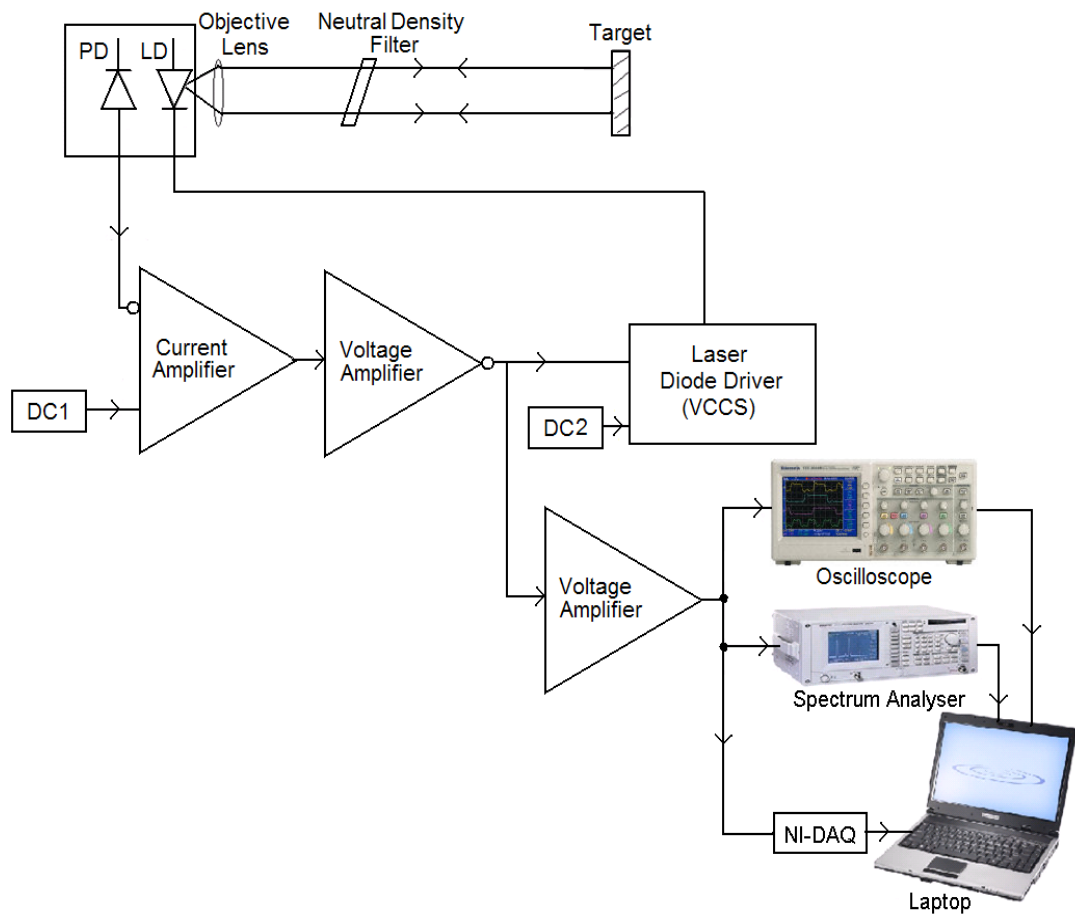 PD
LD
Objective
Lens
Neutral Density
Filter
Target
Current
Amplifier
Voltage
Amplifier
Laser
Diode Driver
(VCCS)
DC1
DC2
Voltage
Amplifier
Oscilloscope
Spectrum Analyser
NI-DAQ
Laptop